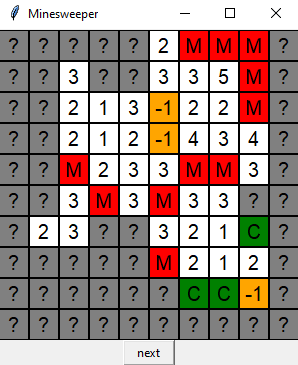 Minesweeper
? ? ? ? ? 2 M M M ?
? ? 3 ? ? 3 3 5 M ?
? ? 2 1 3 -1 2 2 M ?
? ? 2 1 2 -1 4 3 4 ?
? ? M 2 3 3 M M 3 ?
? ? 3 M 3 M 3 3 ? ?
? 2 3 ? ? 3 2 1 C ?
? ? ? ? ? M 2 1 2 ?
? ? ? ? ? ? C C -1 ?
? ? ? ? ? ? ? ? ? ?
next